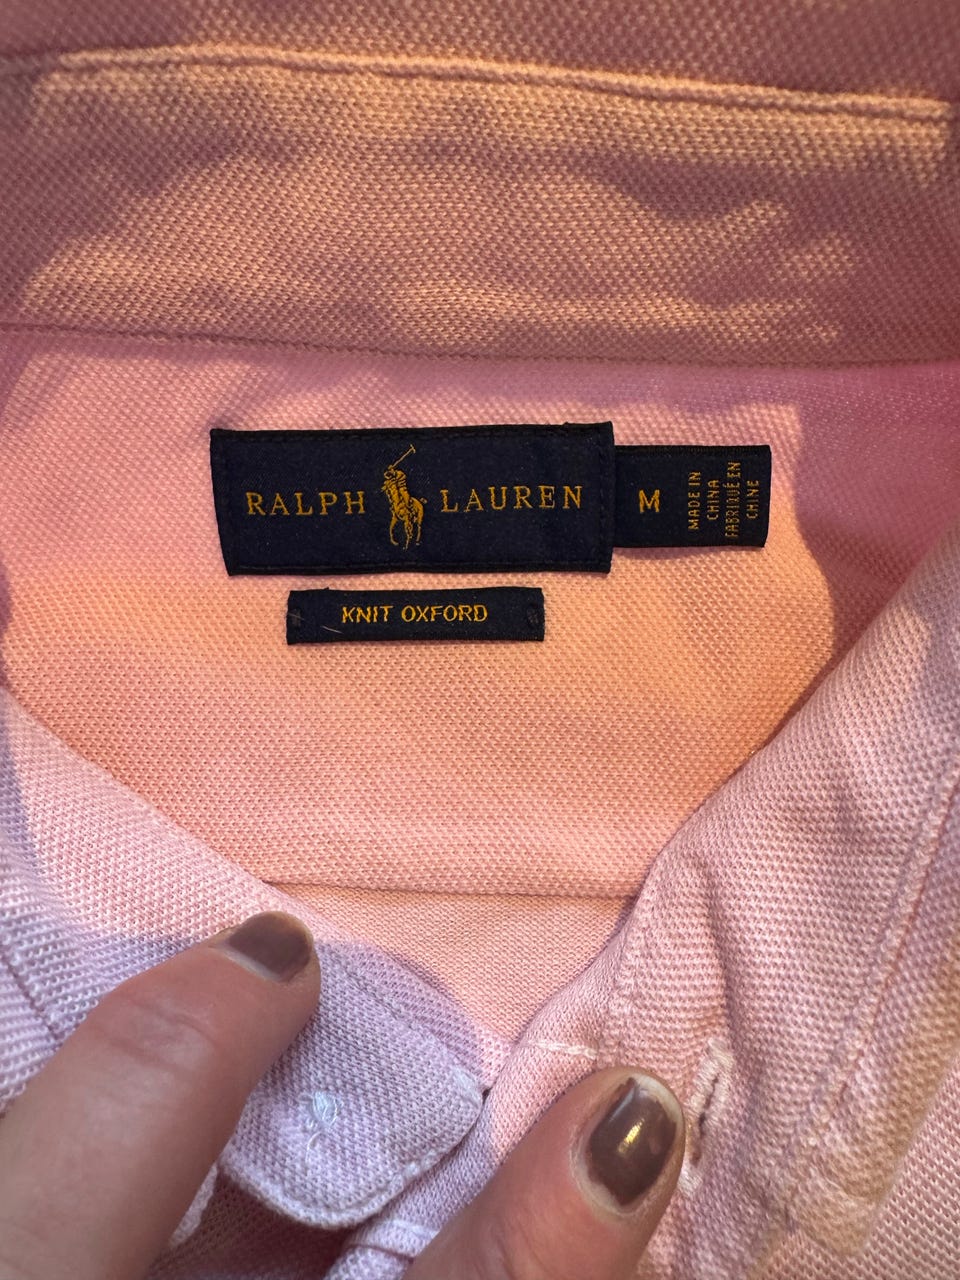 RALPH LAUREN
M
MADE IN
CHINA
FABRIQUÉ EN
CHINE
KNIT OXFORD